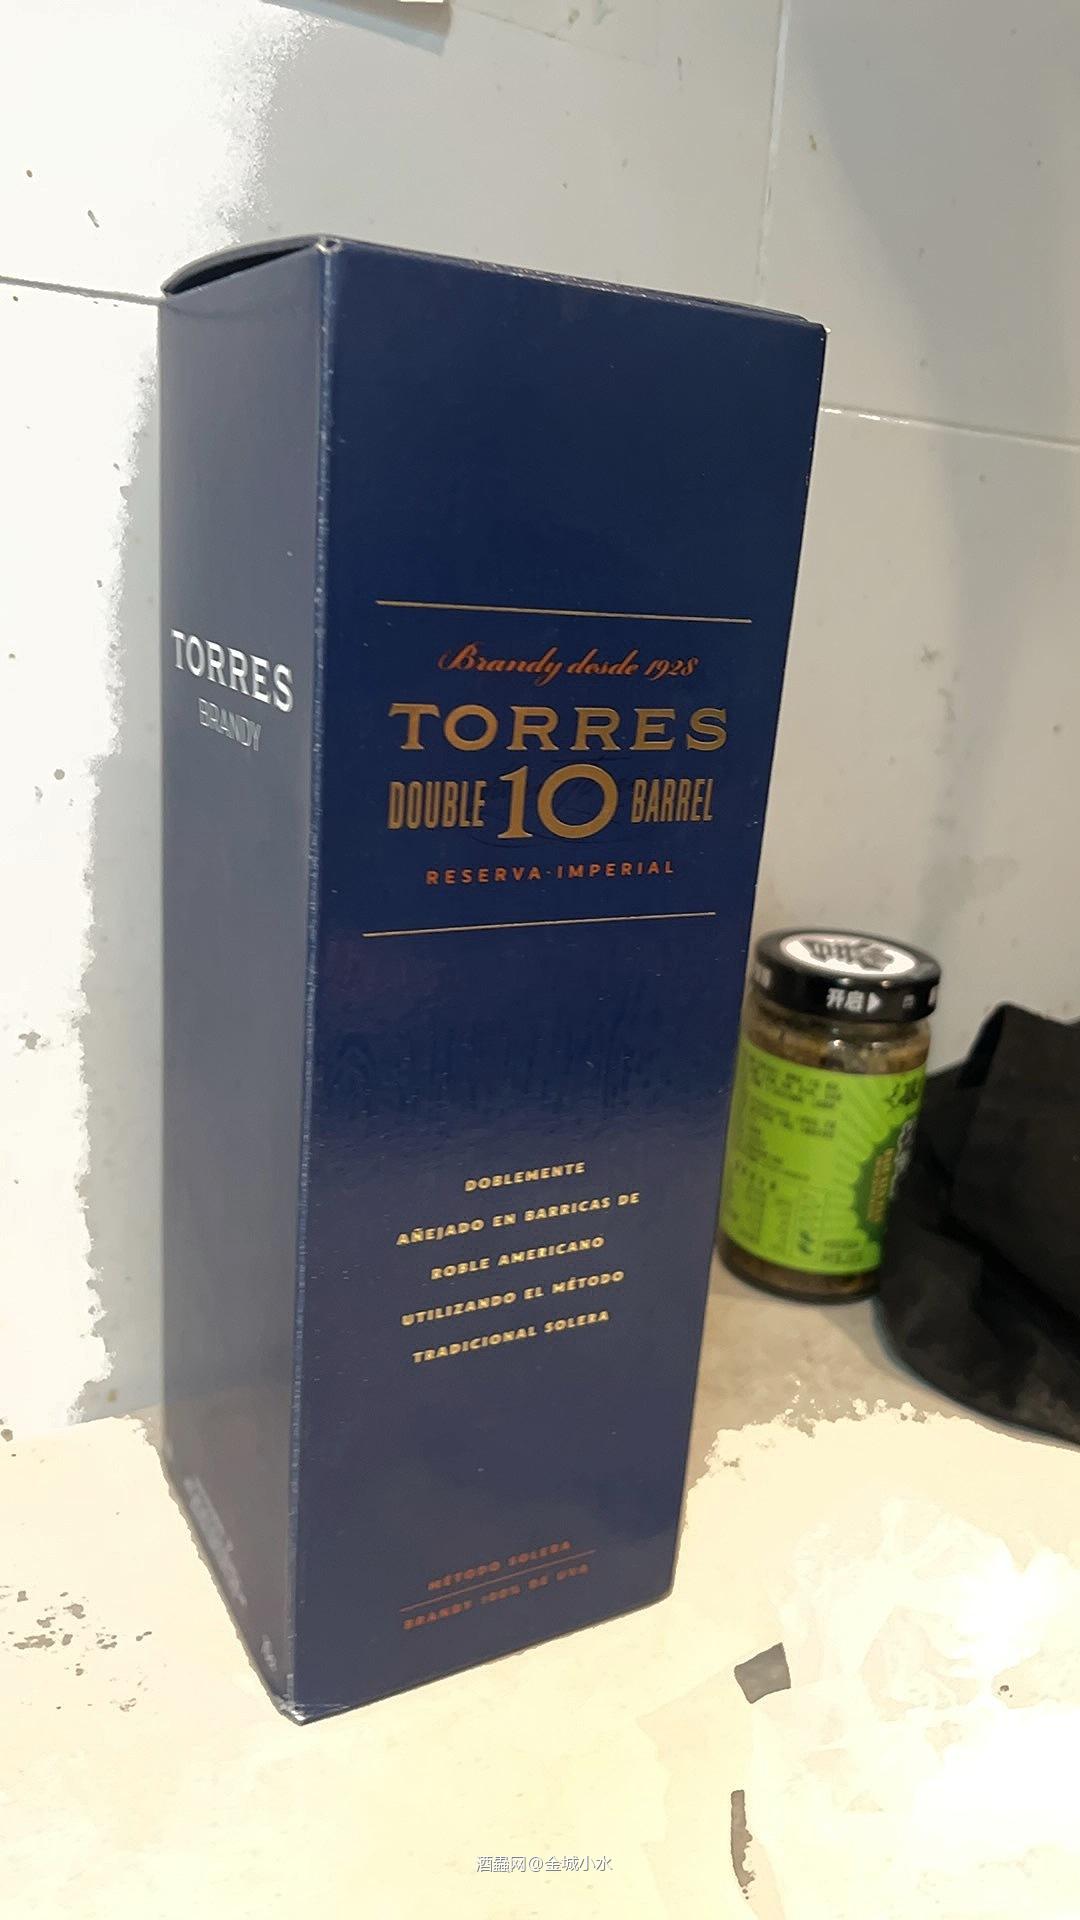 TORRES
BRANDY
Brandy desde 1928
TORRES
DOUBLE 10 BARREL
RESERVA·IMPERIAL
DOBLEMENTE
AÑEJADO EN BARRICAS DE
ROBLE AMERICANO
UTILIZANDO EL MÉTODO
TRADICIONAL SOLERA
MÉTODO SOLERA
BRANDY 100% DE UVA
开启
酒蟲网@金城小水